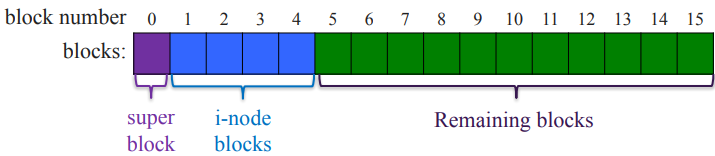 block number 0 1 2 3 4 5 6 7 8 9 10 11 12 13 14 15
blocks:
super block
i-node blocks
Remaining blocks